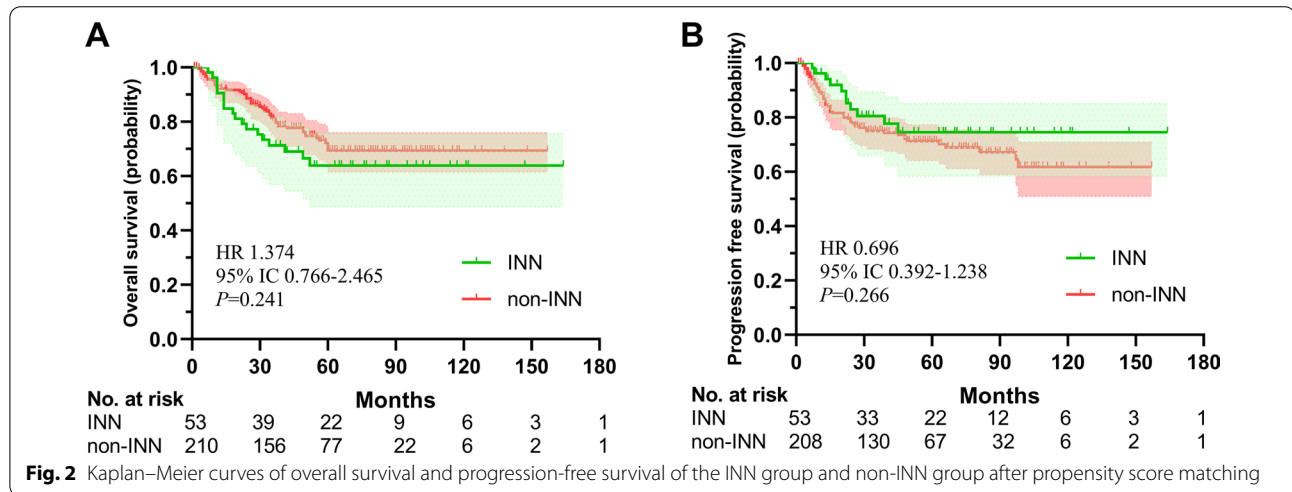 A
Overall survival (probability)
1.0
0.8
0.6
0.4
0.2
0.0
HR 1.374
95% IC 0.766-2.465
P=0.241
INN
non-INN
0 30 60 90 120 150 180
Months
No. at risk
INN 53 39 22 9 6 3 1
non-INN 210 156 77 22 6 2 1
B
Progression free survival (probability)
1.0
0.8
0.6
0.4
0.2
0.0
HR 0.696
95% IC 0.392-1.238
P=0.266
INN
non-INN
0 30 60 90 120 150 180
Months
No. at risk
INN 53 33 22 12 6 3 1
non-INN 208 130 67 32 6 2 1
Fig. 2 Kaplan–Meier curves of overall survival and progression-free survival of the INN group and non-INN group after propensity score matching